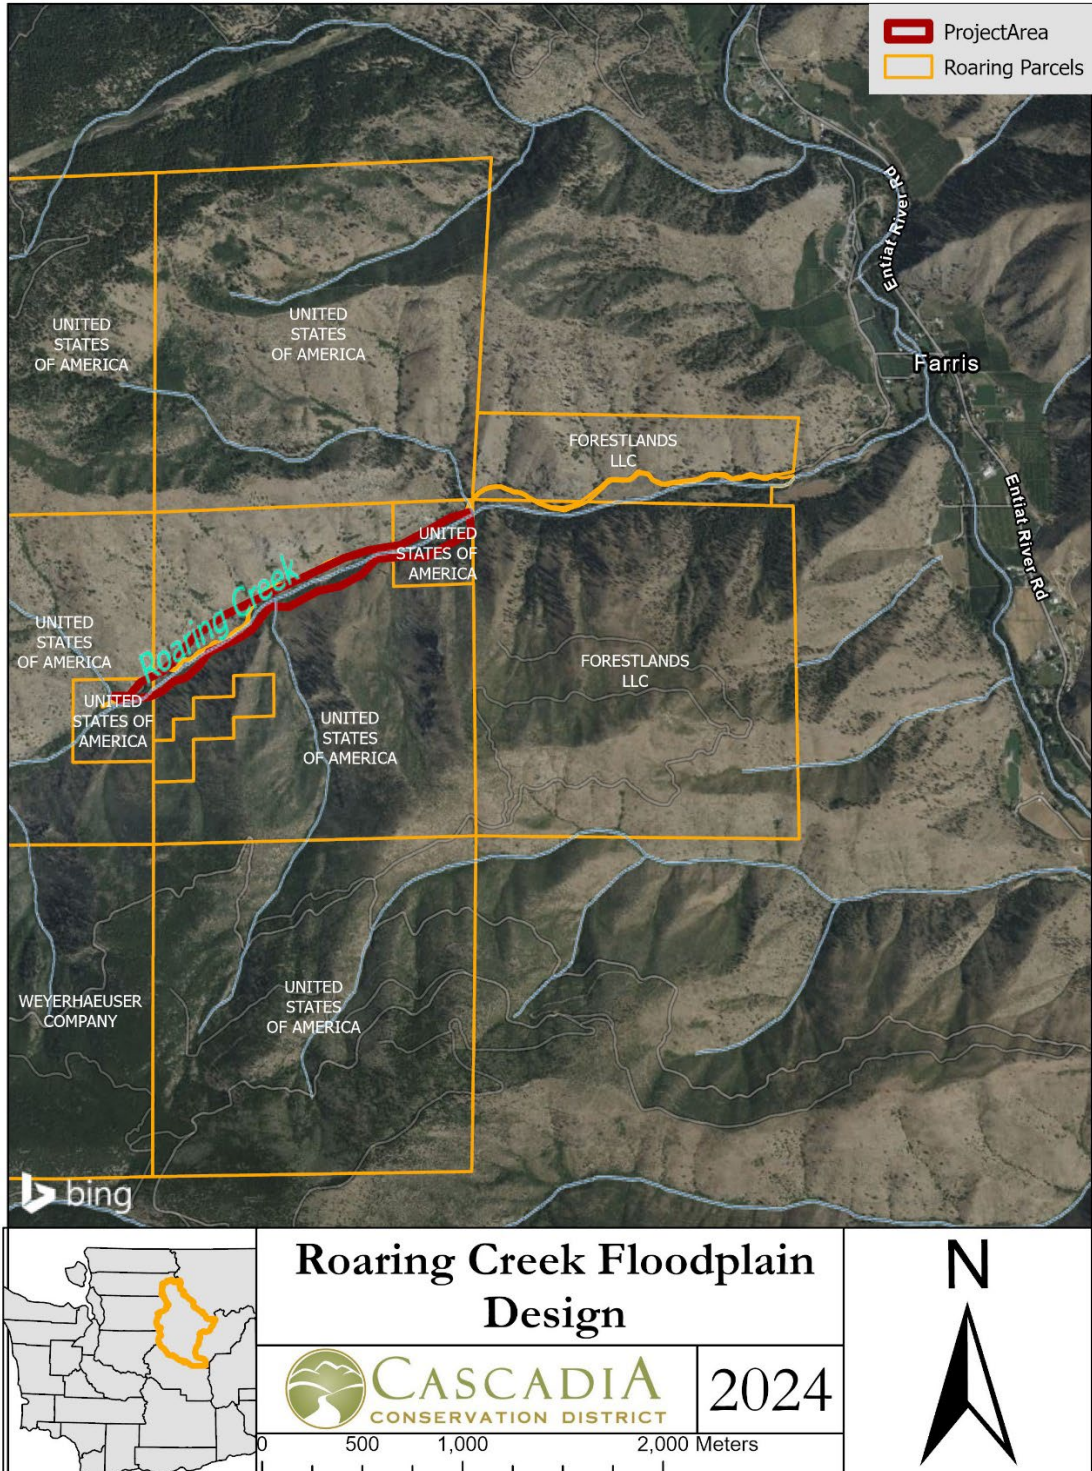 ProjectArea
Roaring Parcels
Entiat River Rd
UNITED
STATES
OF AMERICA
UNITED
STATES
OF AMERICA
Farris
FORESTLANDS
LLC
Entiat River Rd
UNITED
STATES OF
AMERICA
Roaring Creek
UNITED
STATES
OF AMERICA
FORESTLANDS
LLC
UNITED
STATES OF
AMERICA
UNITED
STATES
OF AMERICA
WEYERHAEUSER
COMPANY
UNITED
STATES
OF AMERICA
bing
Roaring Creek Floodplain
Design
CASCADIA
CONSERVATION DISTRICT
2024
N
0 500 1,000 2,000 Meters